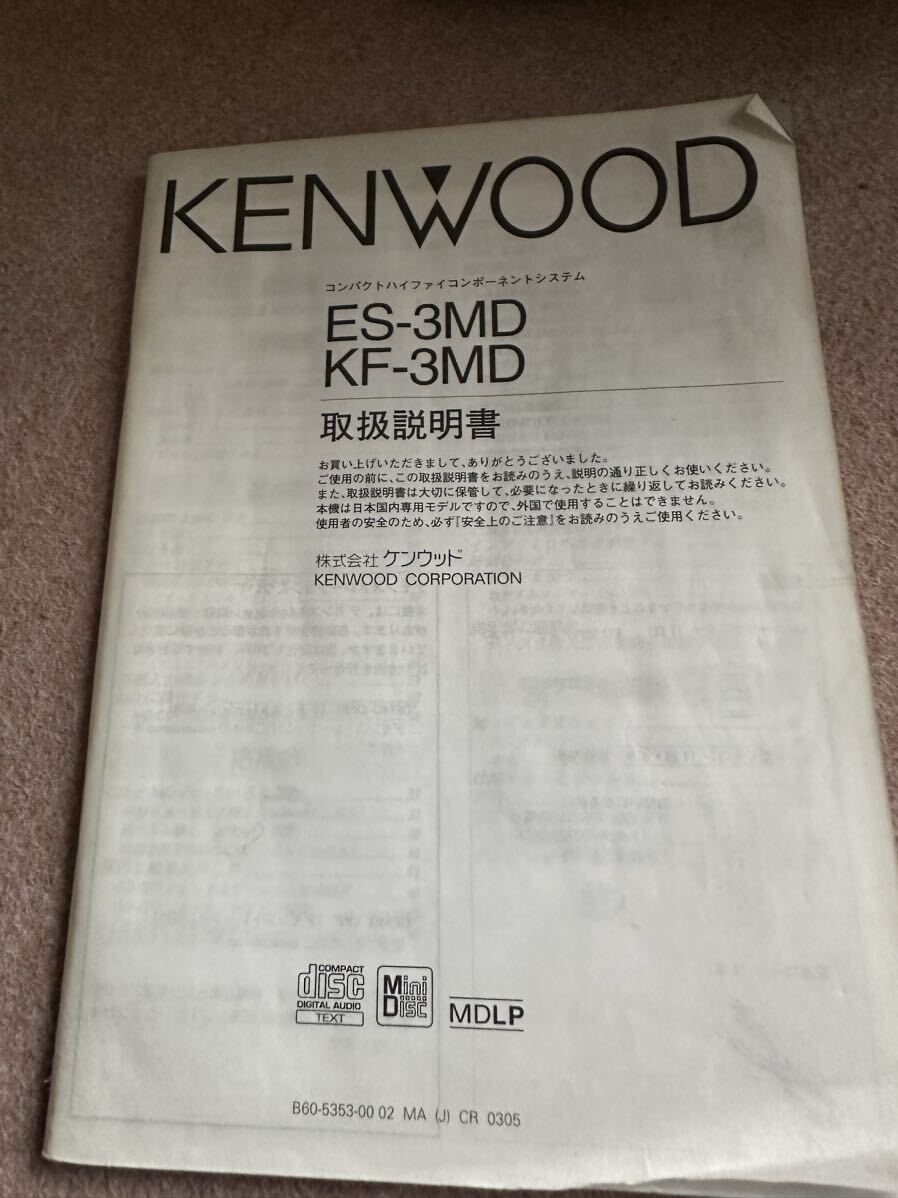 KENWOOD
コンパクトハイファイコンポーネントシステム
ES-3MD
KF-3MD
取扱説明書
お買い上げいただきまして、ありがとうございました。
ご使用の前に、この取扱説明書をお読みのうえ、説明の通り正しくお使いください。
また、取扱説明書は大切に保管して、必要になったときに繰り返してお読みください。
本機は日本国内専用モデルですので、外国で使用することはできません。
使用者の安全のため、必ず『安全上のご注意』をお読みのうえご使用ください。
株式会社 ケンウッド
KENWOOD CORPORATION
COMPACT
disc
DIGITAL AUDIO
TEXT
Mini
Disc
MDLP
B60-5353-00 02 MA (J) CR 0305